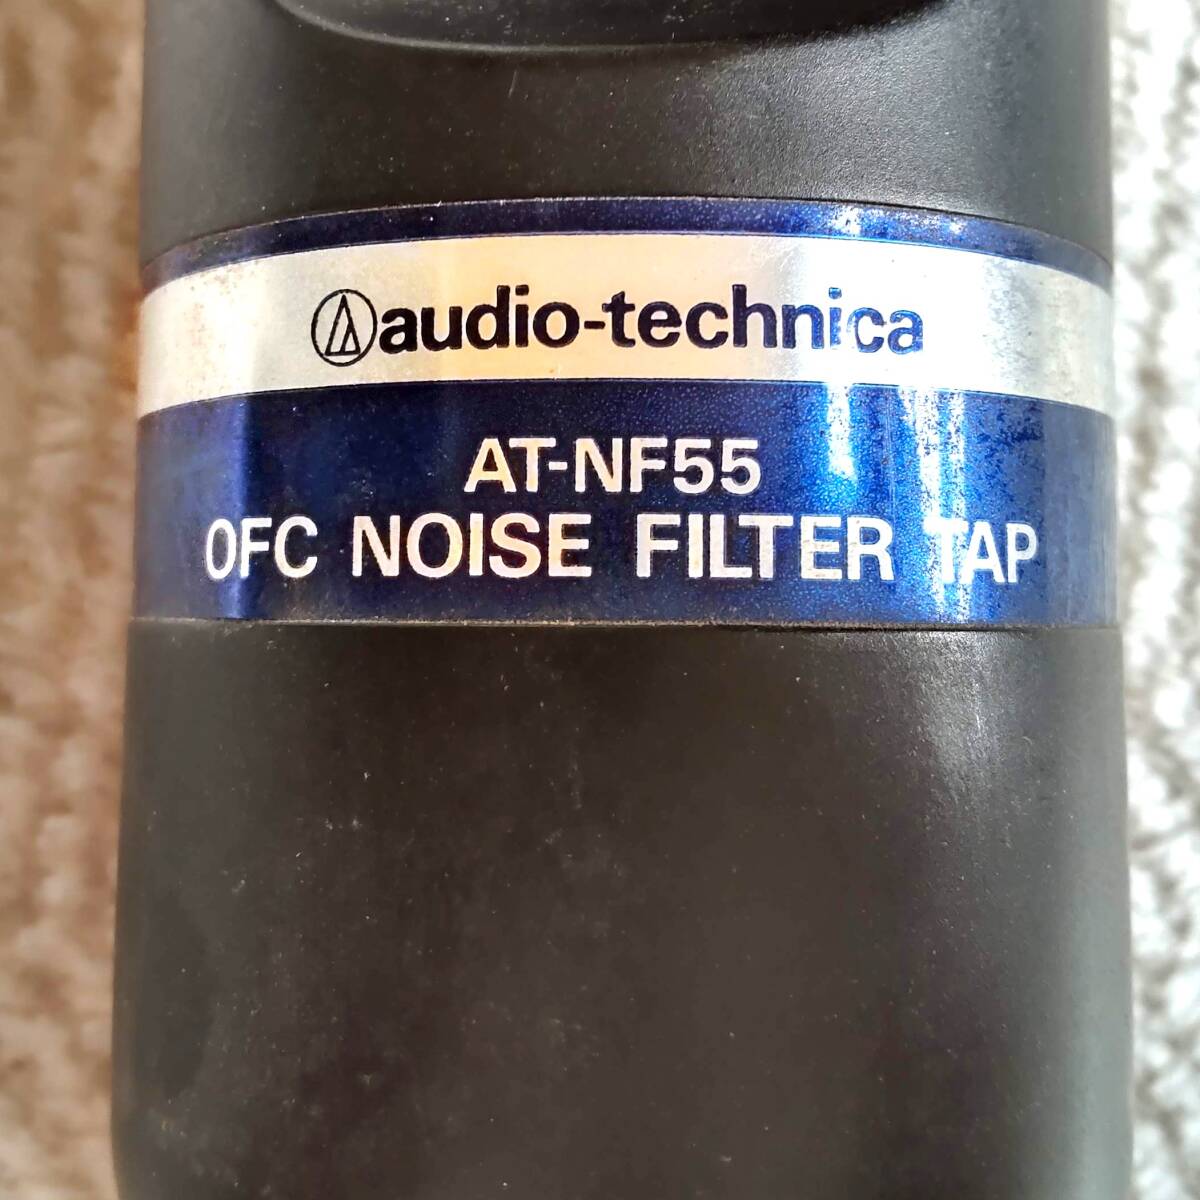 audio-technica
AT-NF55
OFC NOISE FILTER TAP